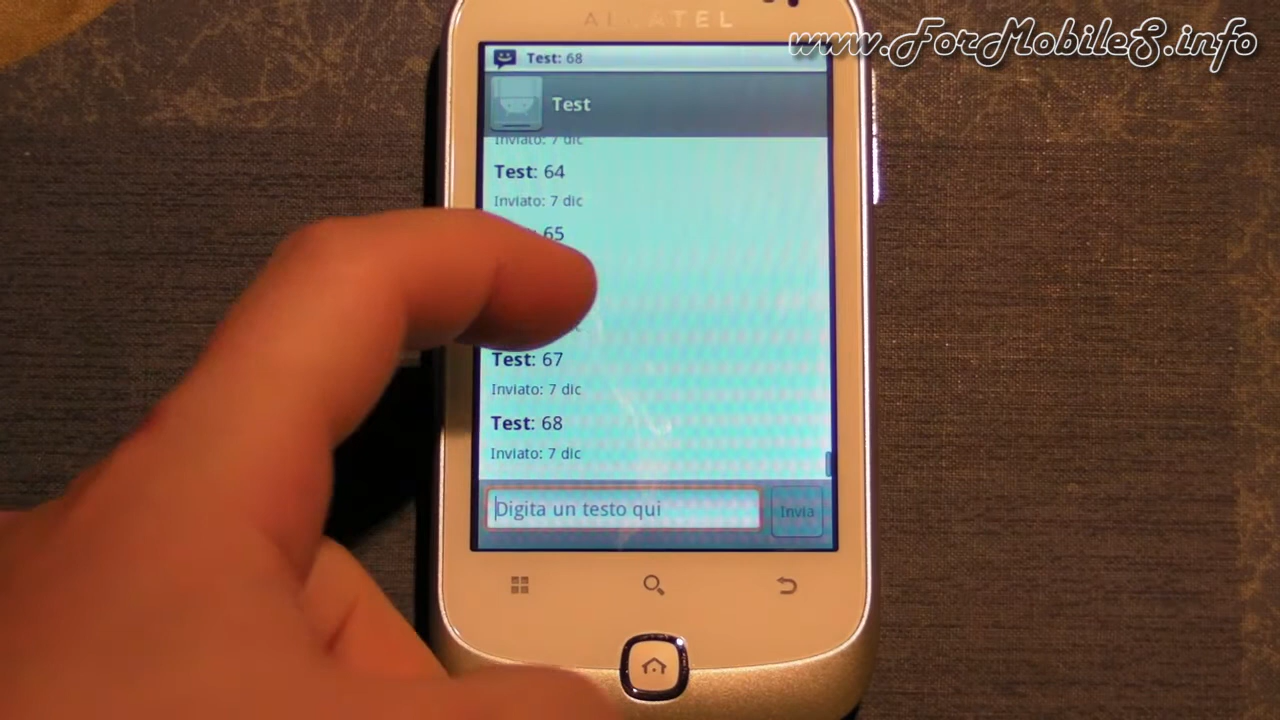 ALCATEL
www.ForMobileS.info
Test: 68
Test
Inviato: 7 dic
Test: 64
Inviato: 7 dic
65
Test: 67
Inviato: 7 dic
Test: 68
Inviato: 7 dic
Digita un testo qui
Invia